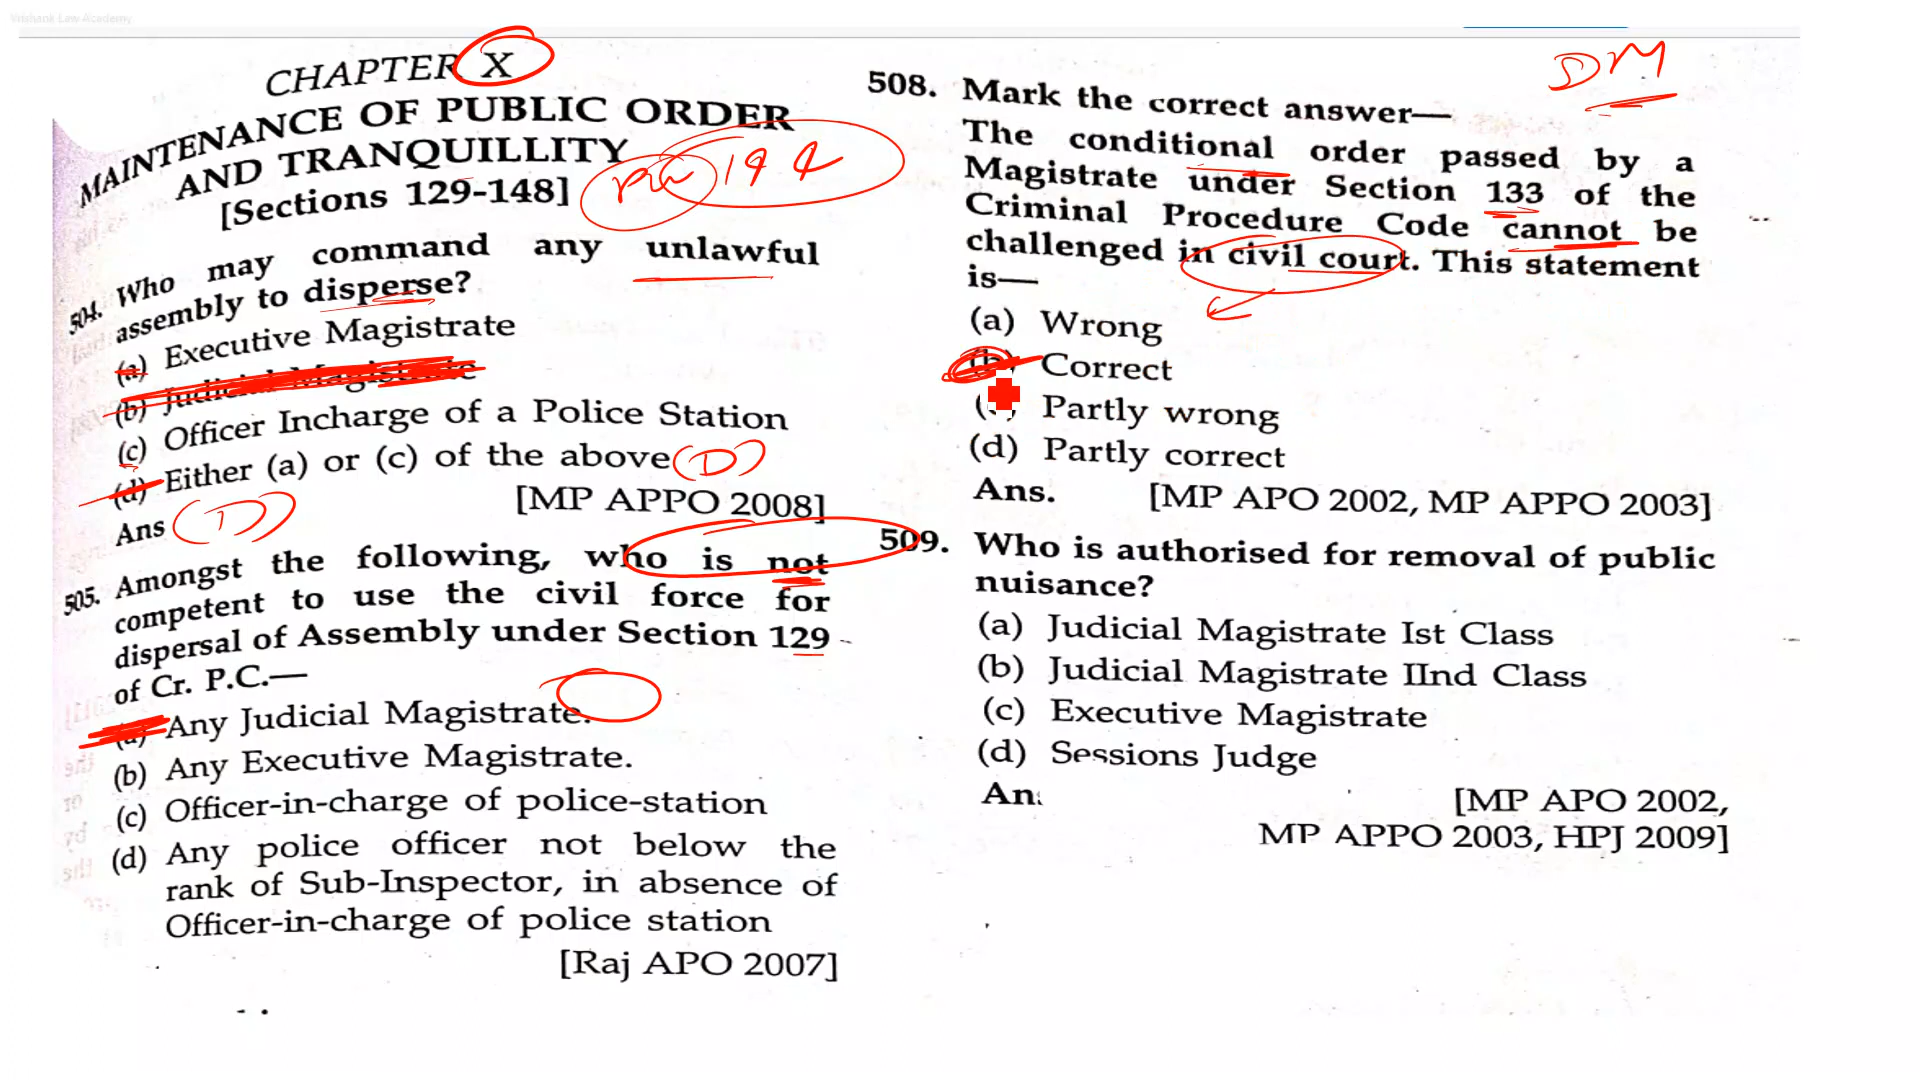 Vrishank Law Academy
CHAPTER X
MAINTENANCE OF PUBLIC ORDER
AND TRANQUILLITY
[Sections 129-148]
504. Who may command any unlawful
assembly to disperse?
(a) Executive Magistrate
(b) Judicial Magistrate
(c) Officer Incharge of a Police Station
(d) Either (a) or (c) of the above (D)
[MP APPO 2008]
Ans (D)
505. Amongst the following, who is not
competent to use the civil force for
dispersal of Assembly under Section 129
of Cr. P.C.—
(a) Any Judicial Magistrate.
(b) Any Executive Magistrate.
(c) Officer-in-charge of police-station
(d) Any police officer not below the
rank of Sub-Inspector, in absence of
Officer-in-charge of police station
[Raj APO 2007]
DM
508. Mark the correct answer—
The conditional order passed by a
Magistrate under Section 133 of the
Criminal Procedure Code cannot be
challenged in civil court. This statement
is—
(a) Wrong
(b) Correct
(c) Partly wrong
(d) Partly correct
Ans. [MP APO 2002, MP APPO 2003]
509. Who is authorised for removal of public
nuisance?
(a) Judicial Magistrate Ist Class
(b) Judicial Magistrate IInd Class
(c) Executive Magistrate
(d) Sessions Judge
An
[MP APO 2002,
MP APPO 2003, HPJ 2009]